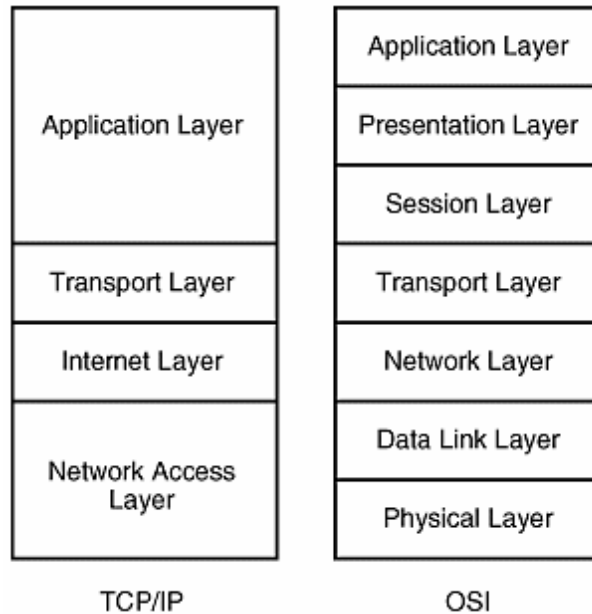 Application Layer
Transport Layer
Internet Layer
Network Access
Layer
TCP/IP
Application Layer
Presentation Layer
Session Layer
Transport Layer
Network Layer
Data Link Layer
Physical Layer
OSI